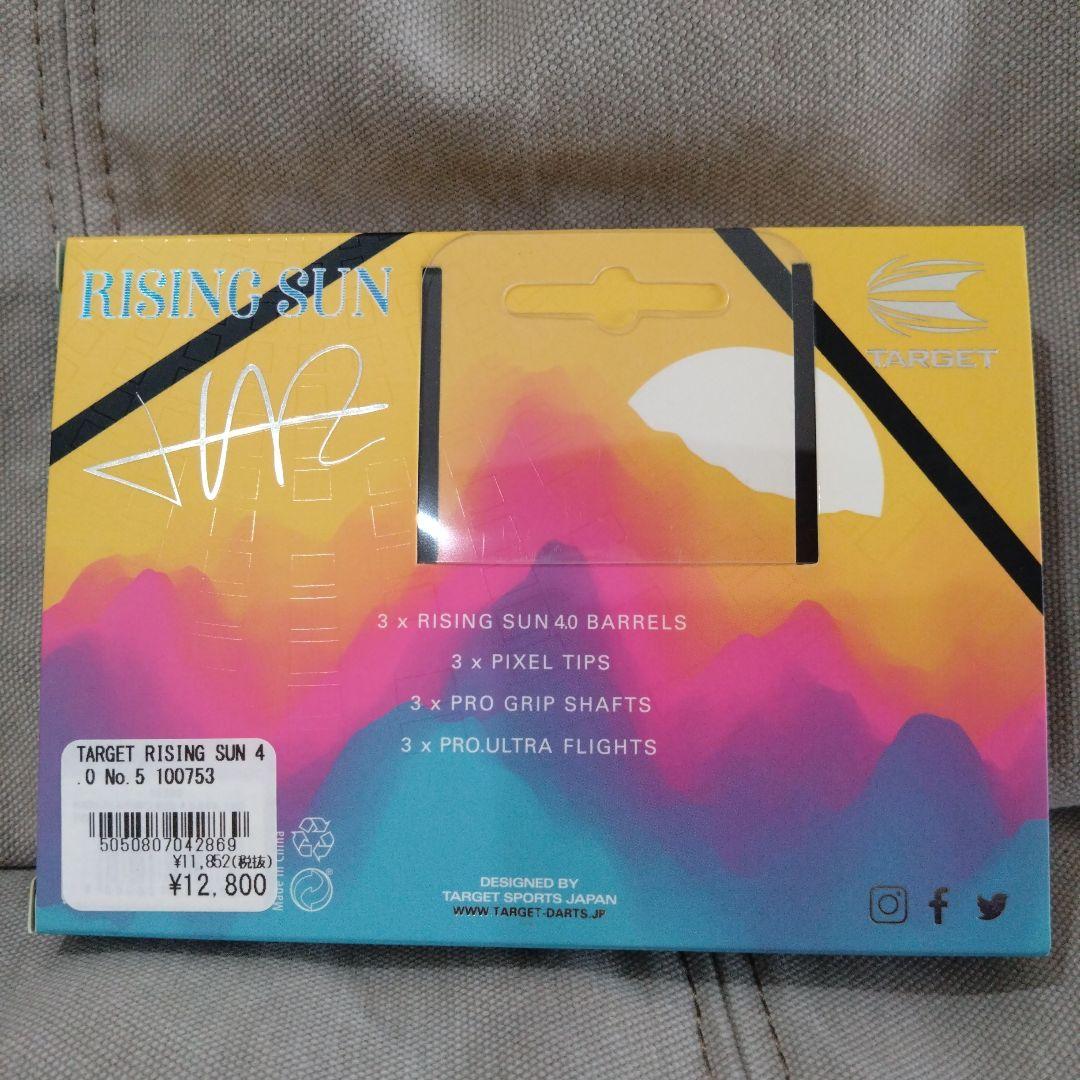 RISING SUN
TARGET
3 x RISING SUN 4.0 BARRELS
3 x PIXEL TIPS
3 x PRO GRIP SHAFTS
3 x PRO.ULTRA FLIGHTS
TARGET RISING SUN 4
.0 No.5 100753
5050807042869
¥11,852(税抜)
¥12,800
Made in China
DESIGNED BY
TARGET SPORTS JAPAN
WWW.TARGET-DARTS.JP